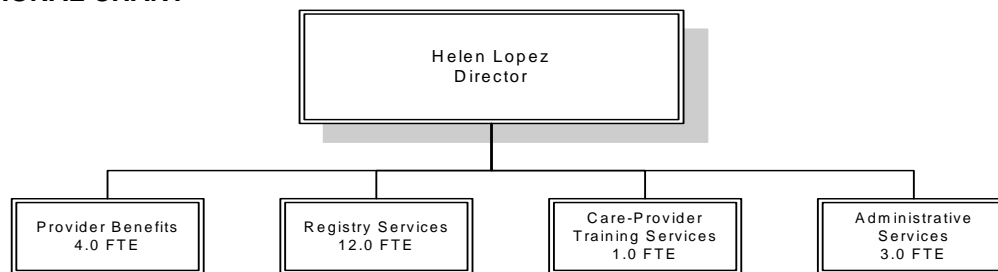 Helen Lopez
Director
Provider Benefits
4.0 FTE
Registry Services
12.0 FTE
Care-Provider
Training Services
1.0 FTE
Administrative
Services
3.0 FTE